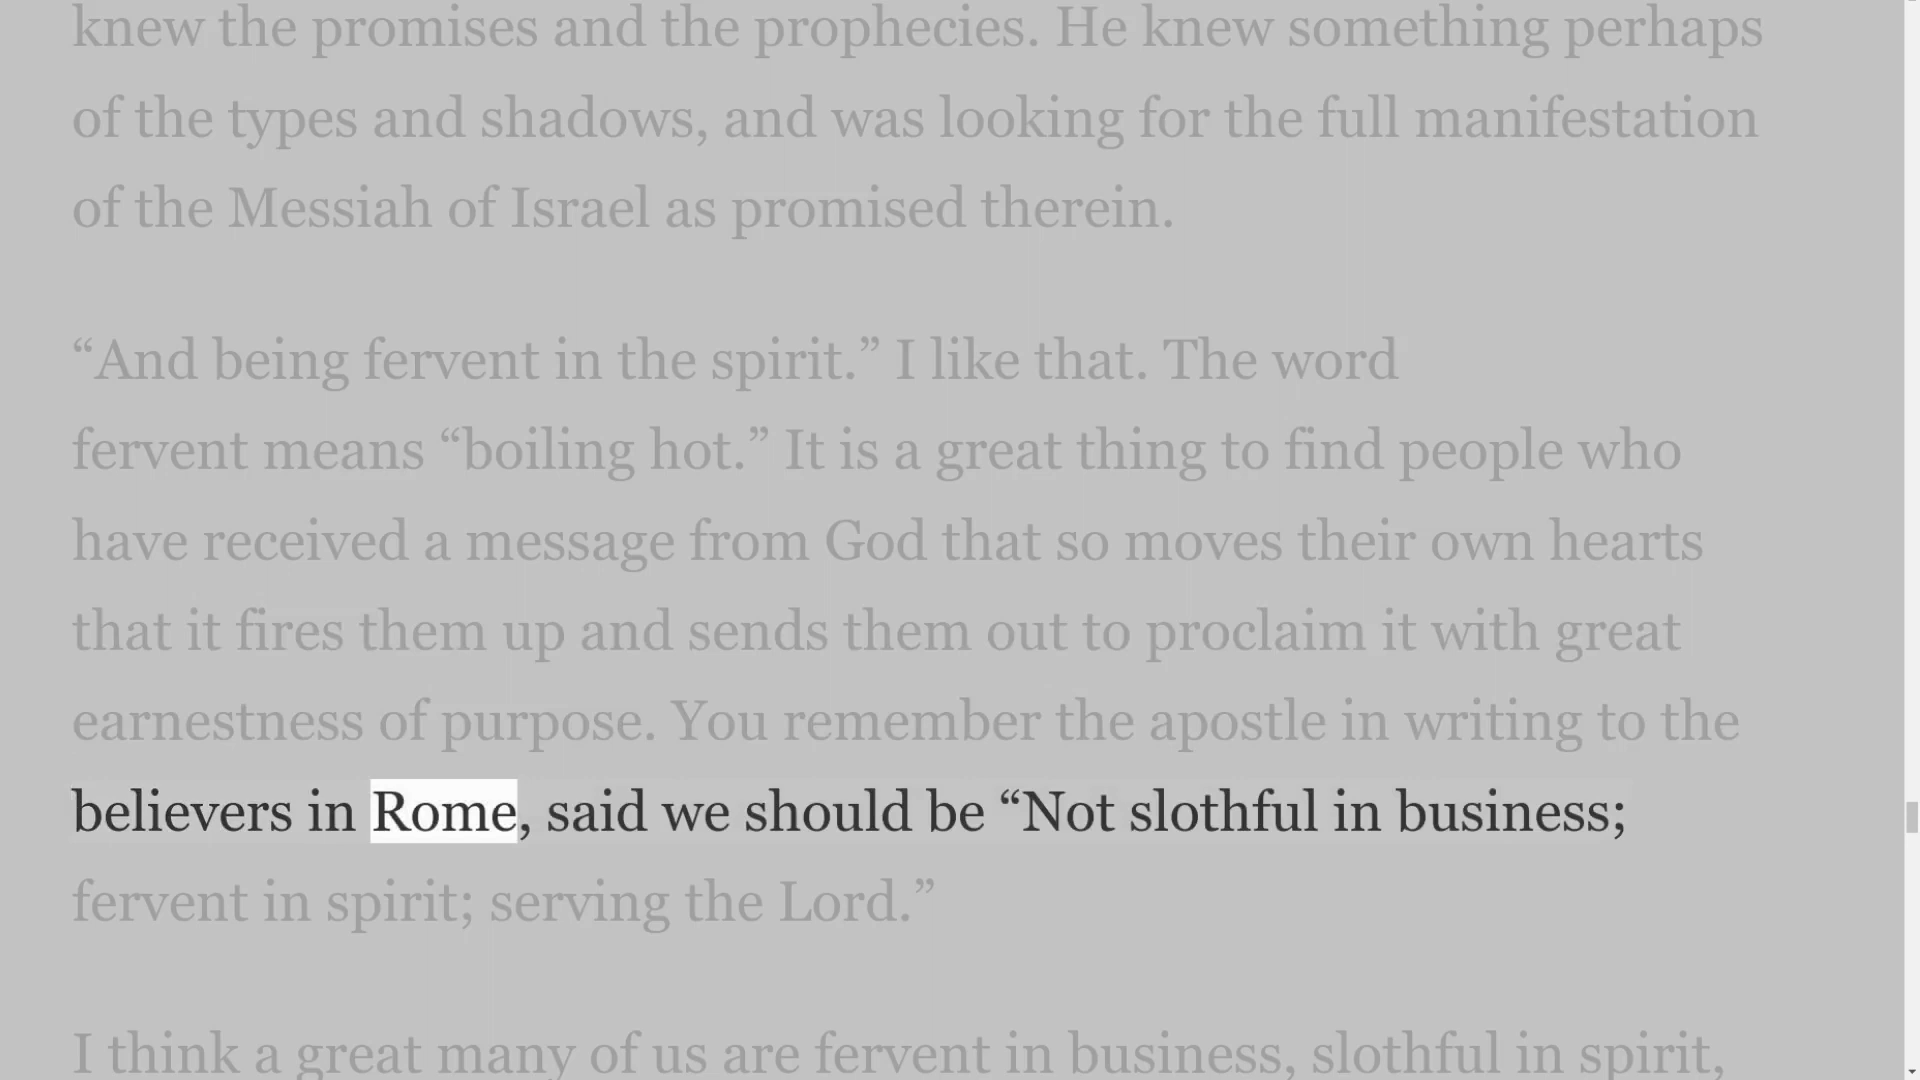 knew the promises and the prophecies. He knew something perhaps
of the types and shadows, and was looking for the full manifestation
of the Messiah of Israel as promised therein.
“And being fervent in the spirit.” I like that. The word
fervent means “boiling hot.” It is a great thing to find people who
have received a message from God that so moves their own hearts
that it fires them up and sends them out to proclaim it with great
earnestness of purpose. You remember the apostle in writing to the
believers in Rome, said we should be “Not slothful in business;
fervent in spirit; serving the Lord.”
I think a great many of us are fervent in business, slothful in spirit,